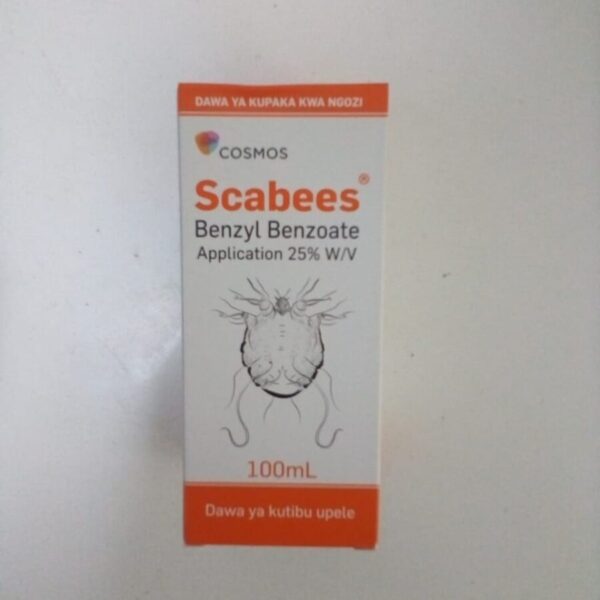 DAWA YA KUPAKA KWA NGOZI
COSMOS
Scabees®
Benzyl Benzoate
Application 25% W/V
100mL
Dawa ya kutibu upele